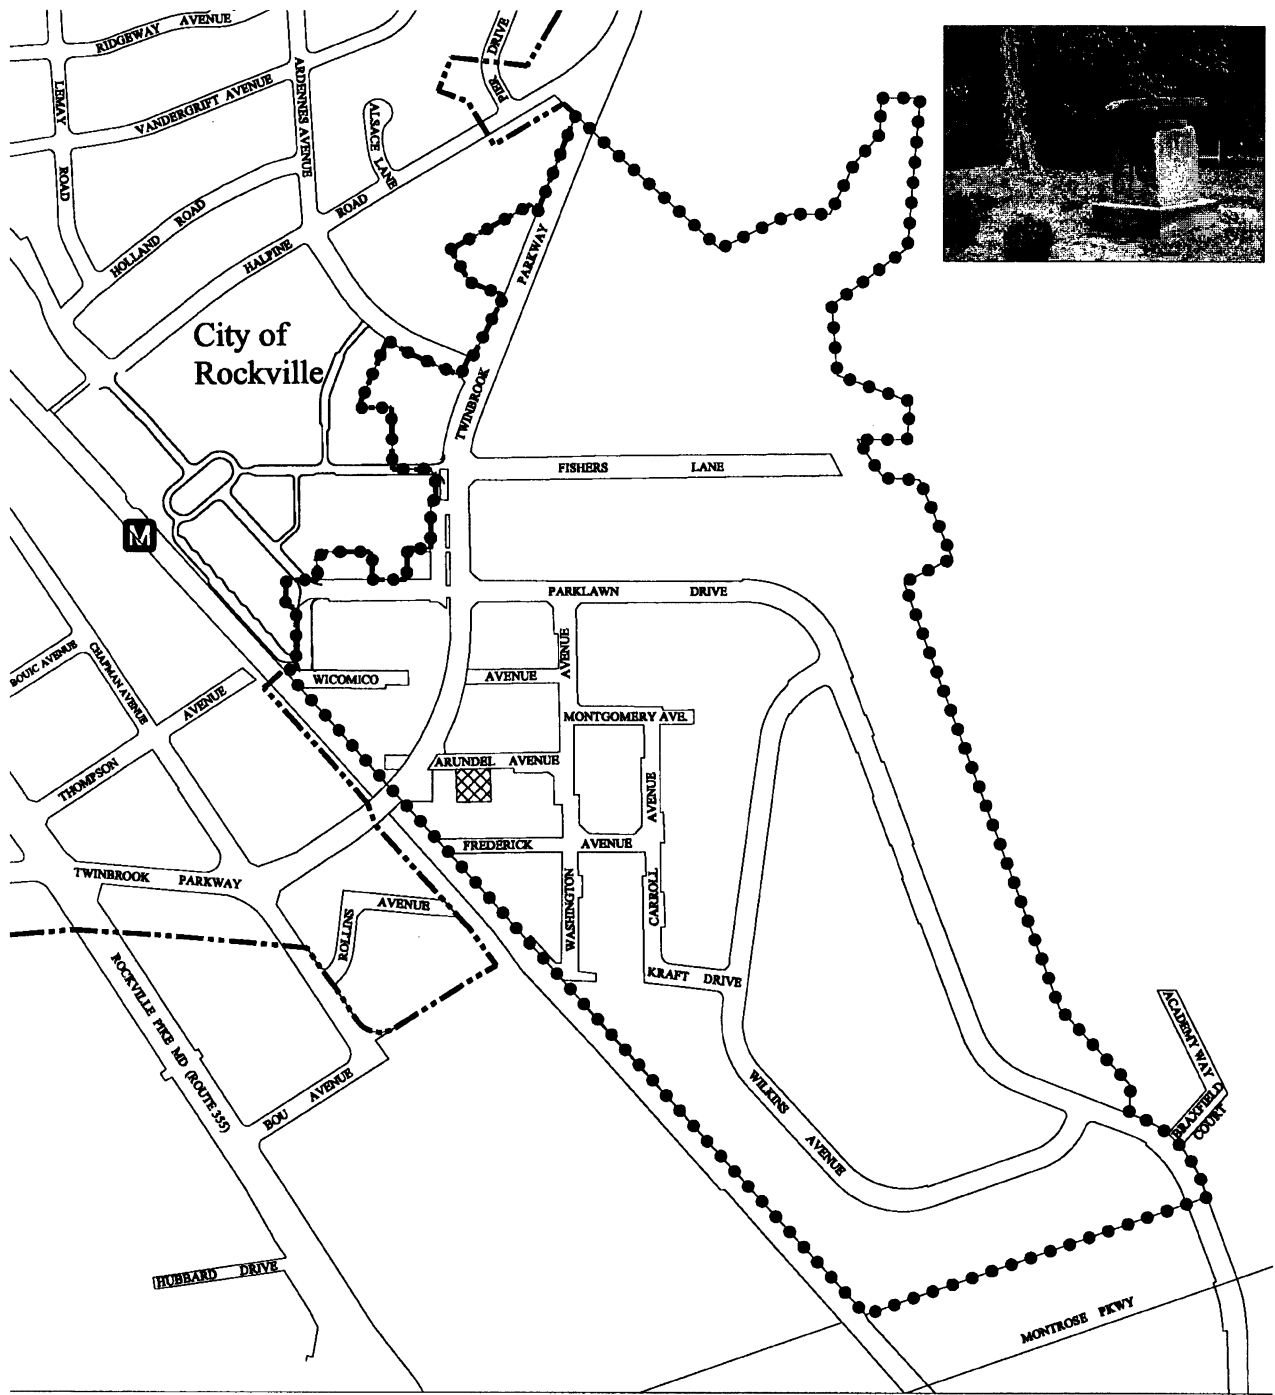 RIDGEWAY AVENUE
PIER DRIVE
LEMAY ROAD
VANDERGRIFT AVENUE
ARDENNES AVENUE
ALSACE LANE
HOLLAND ROAD
HALPINE ROAD
TWINBROOK PARKWAY
City of
Rockville
FISHERS LANE
M
PARKLAWN DRIVE
BOUIC AVENUE
CHAPMAN AVENUE
THOMPSON AVENUE
WICOMICO AVENUE
WASHINGTON AVENUE
MONTGOMERY AVE.
ARUNDEL AVENUE
CARROLL AVENUE
FREDERICK AVENUE
TWINBROOK PARKWAY
ROLLINS AVENUE
KRAFT DRIVE
ROCKVILLE PIKE MD (ROUTE 355)
BOU AVENUE
WILKINS AVENUE
ACADEMY WAY
BRAXFIELD
COURT
HUBBARD DRIVE
MONTROSE PKWY